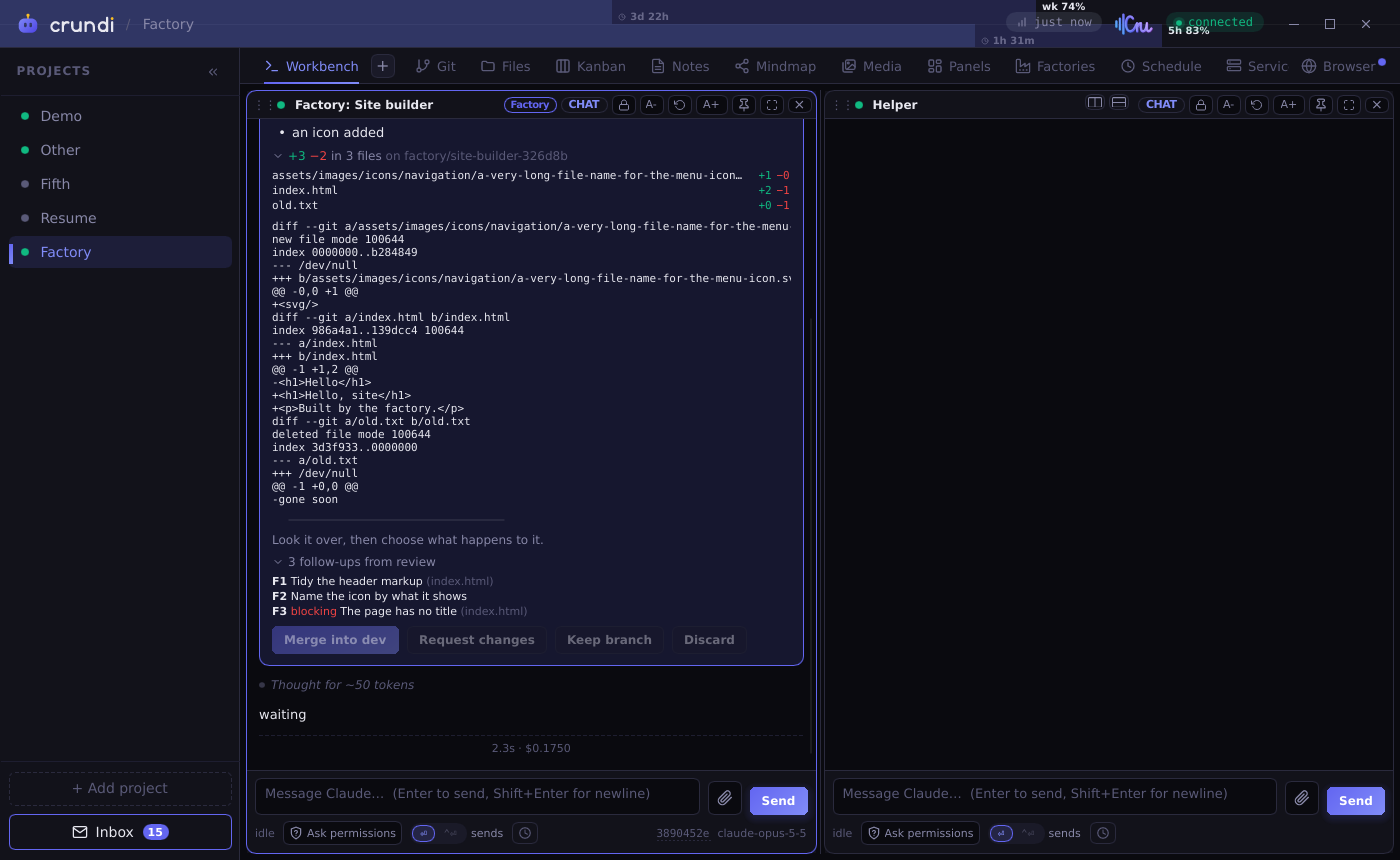 crundi / Factory
3d 22h
wk 74%
1h 31m
just now
Cru
connected
5h 83%
PROJECTS «
Demo
Other
Fifth
Resume
Factory
+ Add project
Inbox 15
Workbench + Git Files Kanban Notes Mindmap Media Panels Factories Schedule Servic Browser
Factory: Site builder Factory CHAT A- A+
• an icon added
+3 −2 in 3 files on factory/site-builder-326d8b
assets/images/icons/navigation/a-very-long-file-name-for-the-menu-icon… +1 −0
index.html +2 −1
old.txt +0 −1
diff --git a/assets/images/icons/navigation/a-very-long-file-name-for-the-menu-
new file mode 100644
index 0000000..b284849
--- /dev/null
+++ b/assets/images/icons/navigation/a-very-long-file-name-for-the-menu-icon.sv
@@ -0,0 +1 @@
+<svg/>
diff --git a/index.html b/index.html
index 986a4a1..139dcc4 100644
--- a/index.html
+++ b/index.html
@@ -1 +1,2 @@
-<h1>Hello</h1>
+<h1>Hello, site</h1>
+<p>Built by the factory.</p>
diff --git a/old.txt b/old.txt
deleted file mode 100644
index 3d3f933..0000000
--- a/old.txt
+++ /dev/null
@@ -1 +0,0 @@
-gone soon
Look it over, then choose what happens to it.
3 follow-ups from review
F1 Tidy the header markup (index.html)
F2 Name the icon by what it shows
F3 blocking The page has no title (index.html)
Merge into dev Request changes Keep branch Discard
Thought for ~50 tokens
waiting
2.3s · $0.1750
Message Claude… (Enter to send, Shift+Enter for newline) Send
idle Ask permissions sends 3890452e claude-opus-5-5
Helper CHAT A- A+
Message Claude… (Enter to send, Shift+Enter for newline) Send
idle Ask permissions sends